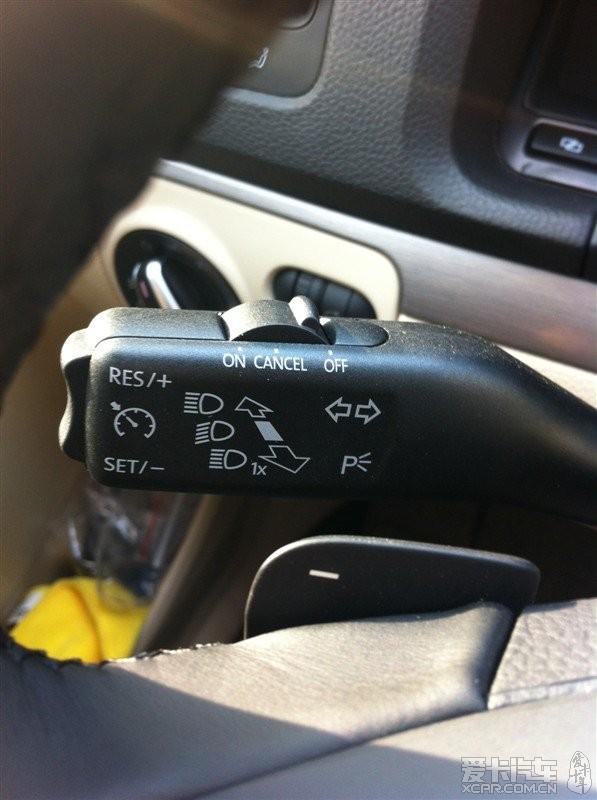 ON CANCEL OFF
RES/+
1x
SET/-
P
爱卡汽车
XCAR.COM.CN